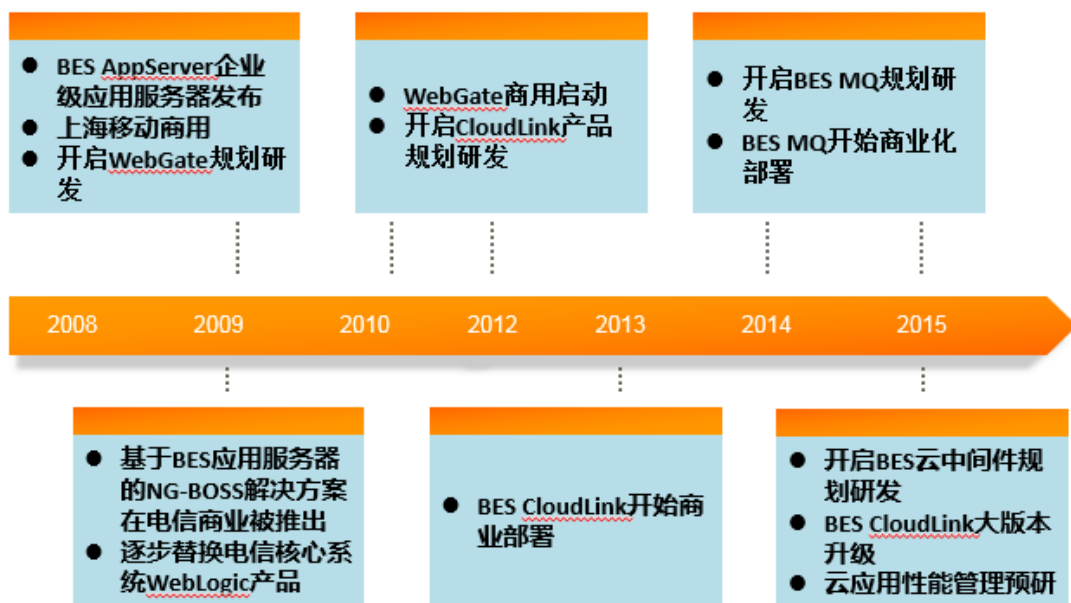 BES AppServer企业
级应用服务器发布
上海移动商用
开启WebGate规划研
发
WebGate商用启动
开启CloudLink产品
规划研发
开启BES MQ规划研
发
BES MQ开始商业化
部署
2008 2009 2010 2012 2013 2014 2015
基于BES应用服务器
的NG-BOSS解决方案
在电信商业被推出
逐步替换电信核心系
统WebLogic产品
BES CloudLink开始商
业部署
开启BES云中间件规
划研发
BES CloudLink大版本
升级
云应用性能管理预研